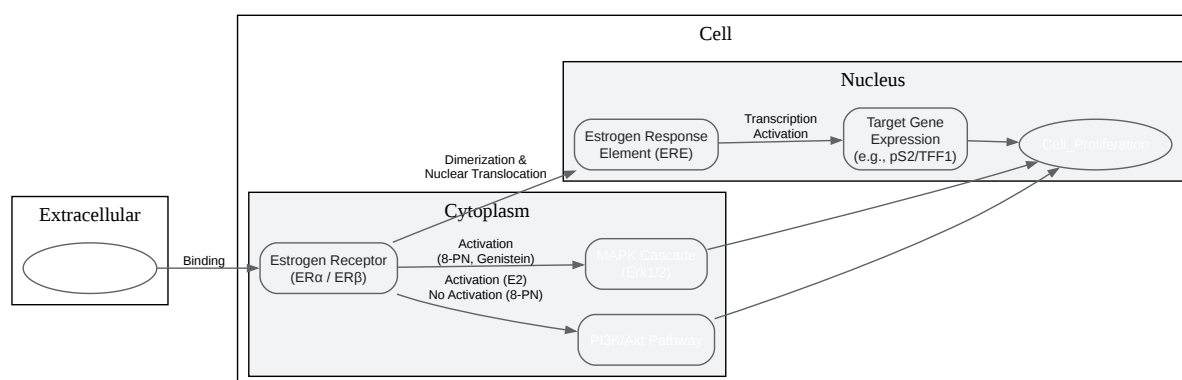 Cell
Nucleus
Estrogen Response
Element (ERE)
Transcription
Activation
Target Gene
Expression
(e.g., pS2/TFF1)
Cell_Proliferation
Dimerization &
Nuclear Translocation
Extracellular
Binding
Cytoplasm
Estrogen Receptor
(ERα / ERβ)
Activation
(8-PN, Genistein)
MAPK Cascade
(Erk1/2)
Activation (E2)
No Activation (8-PN)
PI3K/Akt Pathway